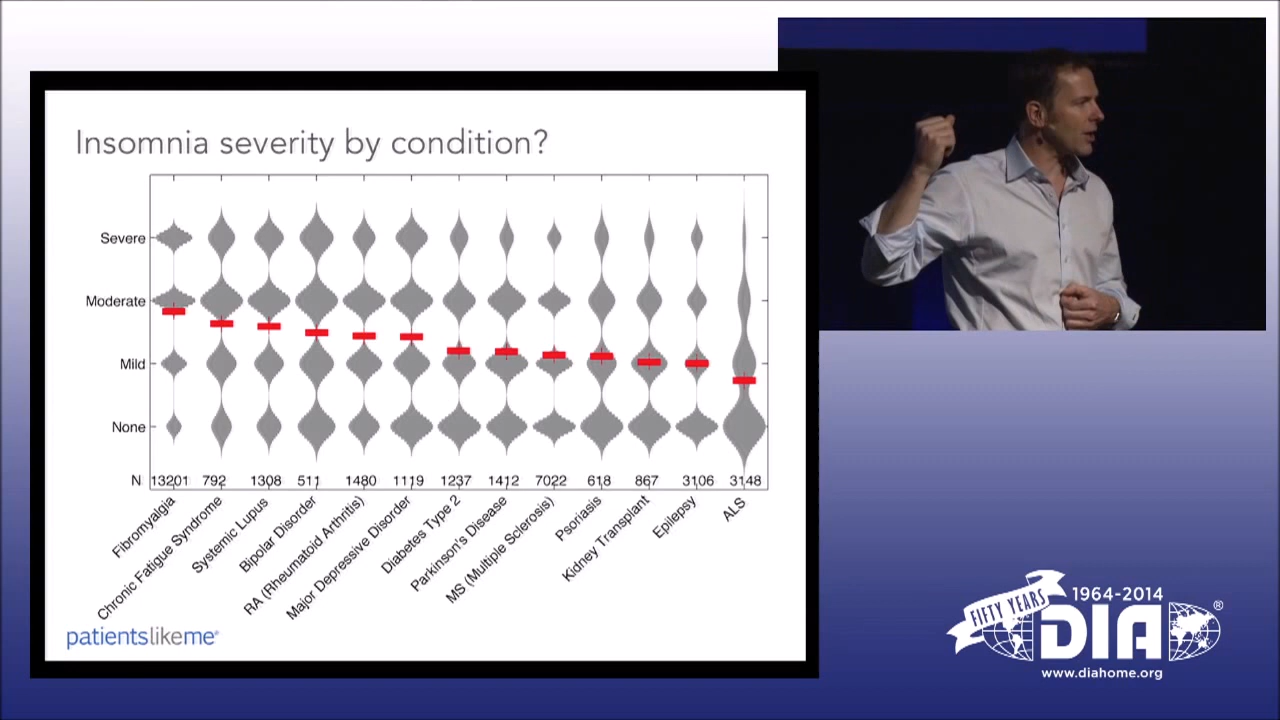 Insomnia severity by condition?
Severe
Moderate
Mild
None
N 13201 792 1308 511 1480 1119 1237 1412 7022 618 867 3106 3148
Fibromyalgia
Chronic Fatigue Syndrome
Systemic Lupus
Bipolar Disorder
RA (Rheumatoid Arthritis)
Major Depressive Disorder
Diabetes Type 2
Parkinson's Disease
MS (Multiple Sclerosis)
Psoriasis
Kidney Transplant
Epilepsy
ALS
patientslikeme®
FIFTY YEARS
1964-2014
DIA®
www.diahome.org